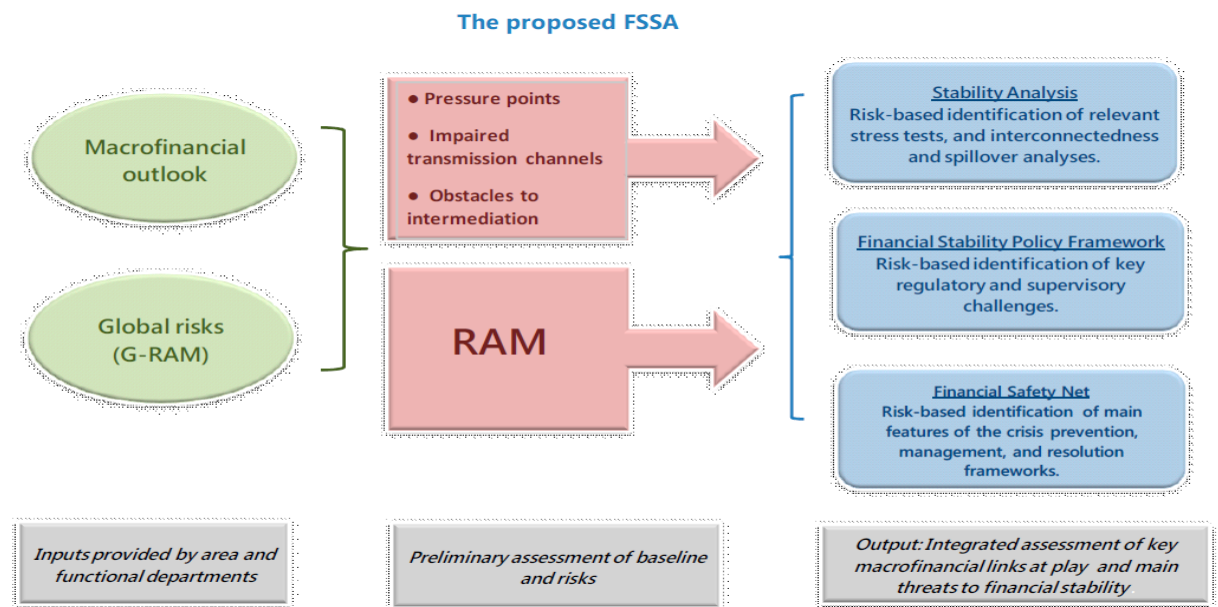 The proposed FSSA
Macrofinancial
outlook
Global risks
(G-RAM)
● Pressure points
● Impaired
transmission channels
● Obstacles to
intermediation
RAM
Stability Analysis
Risk-based identification of relevant
stress tests, and interconnectedness
and spillover analyses.
Financial Stability Policy Framework
Risk-based identification of key
regulatory and supervisory
challenges.
Financial Safety Net
Risk-based identification of main
features of the crisis prevention,
management, and resolution
frameworks.
Inputs provided by area and
functional departments
Preliminary assessment of baseline
and risks
Output: Integrated assessment of key
macrofinancial links at play and main
threats to financial stability